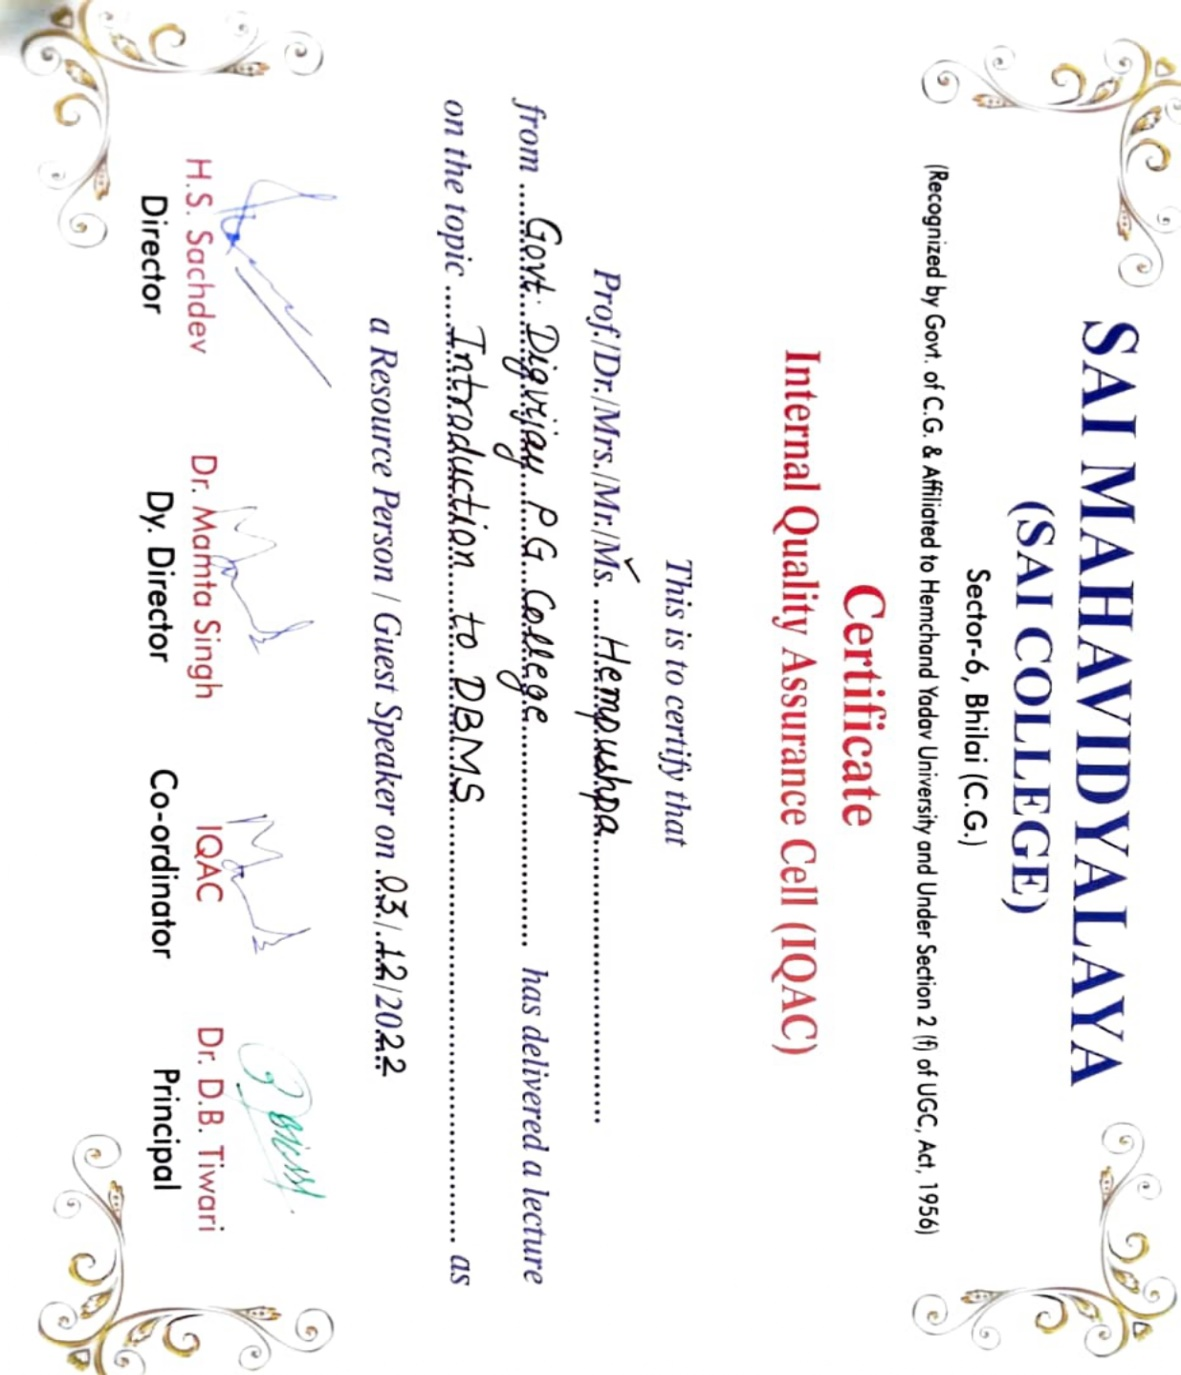 SAI MAHAVIDYALAYA
(SAI COLLEGE)
Sector-6, Bhilai (C.G.)
(Recognized by Govt. of C.G. & Affiliated to Hemchand Yadav University and Under Section 2 (f) of UGC, Act, 1956)
Certificate
Internal Quality Assurance Cell (IQAC)
This is to certify that
Prof./Dr./Mrs./Mr./Ms. Hempushpa
from Govt. Digvijay PG College has delivered a lecture
on the topic Introduction to DBMS as
a Resource Person / Guest Speaker on 03/12/2022
H.S. Sachdev Dr. Mamta Singh IQAC Dr. D.B. Tiwari
Director Dy. Director Co-ordinator Principal